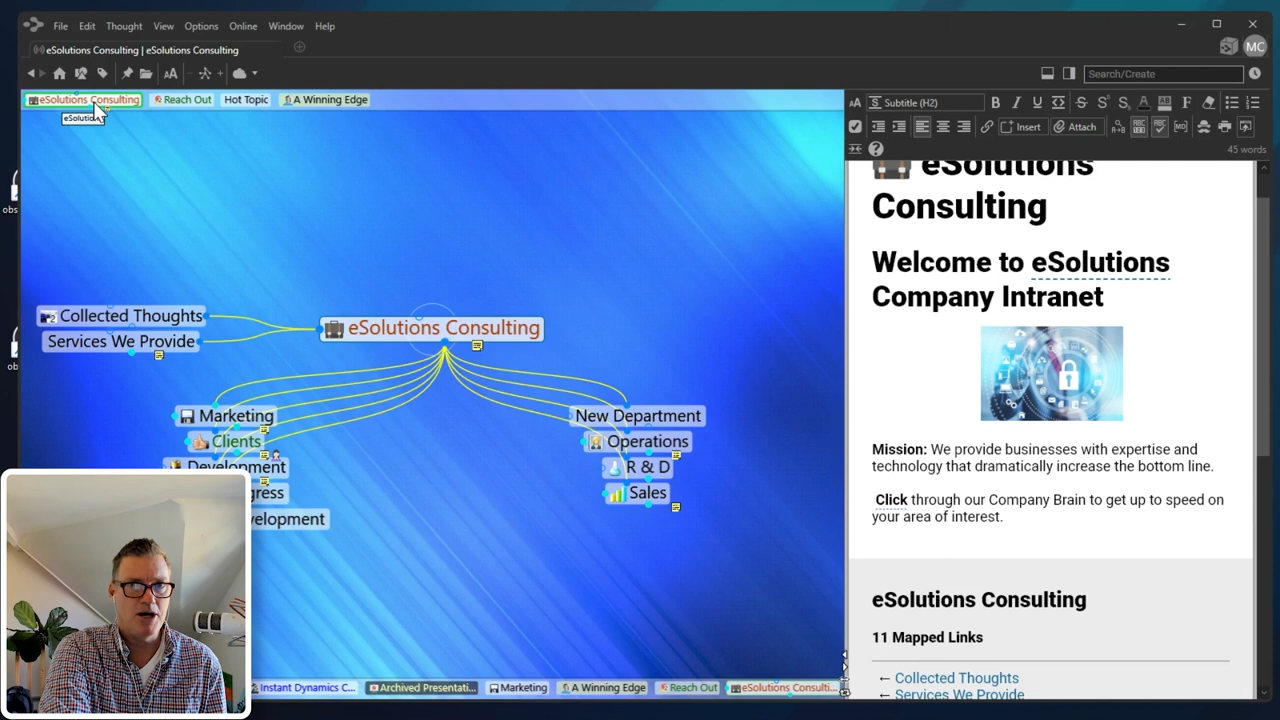 File Edit Thought View Options Online Window Help
MC
eSolutions Consulting | eSolutions Consulting
Search/Create
eSolutions Consulting Reach Out Hot Topic A Winning Edge
Subtitle (H2)
Insert Attach
45 words
eSolutions
Consulting
Welcome to eSolutions
Company Intranet
Collected Thoughts
Services We Provide
eSolutions Consulting
Marketing
Clients
Development
gress
velopment
New Department
Operations
R & D
Sales
Mission: We provide businesses with expertise and
technology that dramatically increase the bottom line.
Click through our Company Brain to get up to speed on
your area of interest.
eSolutions Consulting
11 Mapped Links
← Collected Thoughts
← Services We Provide
Instant Dynamics C... Archived Presentati... Marketing A Winning Edge Reach Out eSolutions Consulti...